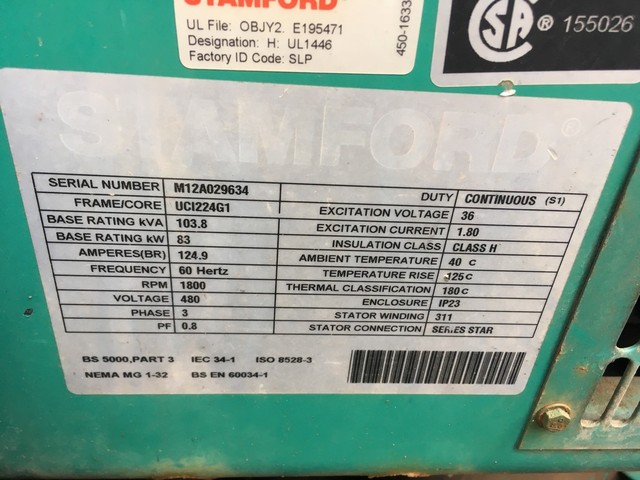 STAMFORD®
UL File: OBJY2. E195471
Designation: H: UL1446
Factory ID Code: SLP
450-1633
® 155026
STAMFORD®
SERIAL NUMBER M12A029634
FRAME/CORE UCI224G1
BASE RATING kVA 103.8
BASE RATING kW 83
AMPERES(BR) 124.9
FREQUENCY 60 Hertz
RPM 1800
VOLTAGE 480
PHASE 3
PF 0.8
DUTY CONTINUOUS (S1)
EXCITATION VOLTAGE 36
EXCITATION CURRENT 1.80
INSULATION CLASS CLASS H
AMBIENT TEMPERATURE 40 C
TEMPERATURE RISE 125 C
THERMAL CLASSIFICATION 180 C
ENCLOSURE IP23
STATOR WINDING 311
STATOR CONNECTION SERIES STAR
BS 5000,PART 3 IEC 34-1 ISO 8528-3
NEMA MG 1-32 BS EN 60034-1